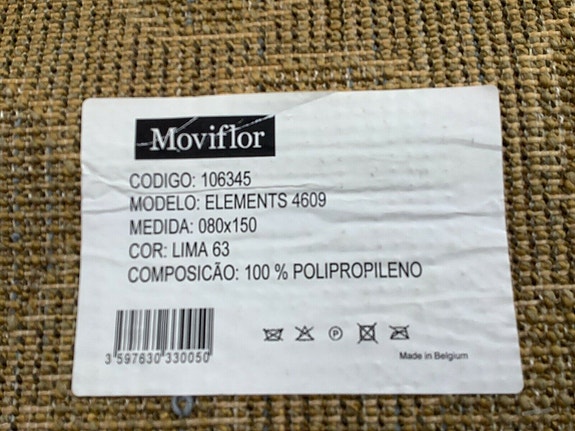 Moviflor
CODIGO: 106345
MODELO: ELEMENTS 4609
MEDIDA: 080x150
COR: LIMA 63
COMPOSICÃO: 100 % POLIPROPILENO
3 597630 330050
P
Made in Belgium